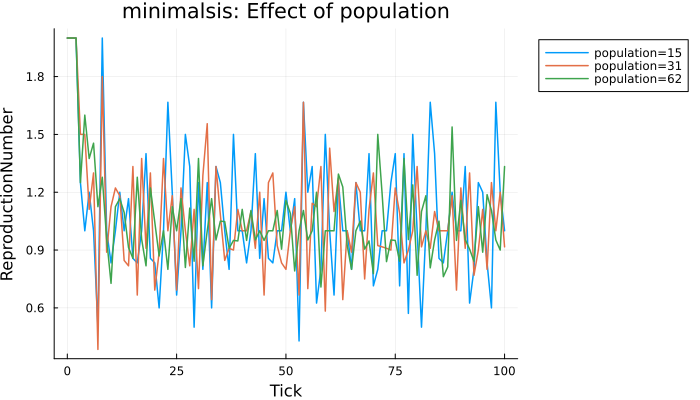 minimalsis: Effect of population
ReproductionNumber
1.8
1.5
1.2
0.9
0.6
0
25
50
75
100
Tick
population=15
population=31
population=62